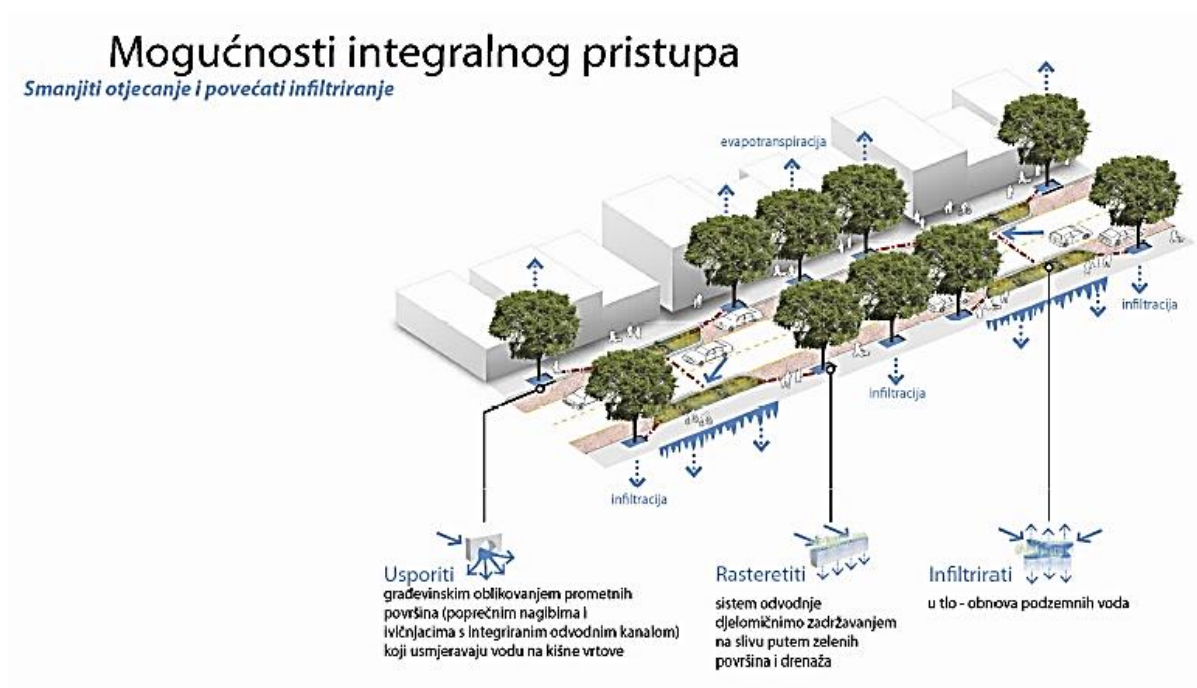 Mogućnosti integralnog pristupa
Smanjiti otjecanje i povećati infiltriranje
evapotranspiracija
infiltracija
infiltracija
infiltracija
Usporiti
građevinskim oblikovanjem prometnih
površina (poprečnim nagibima i
ivičnjacima s integriranim odvodnim kanalom)
koji usmjeravaju vodu na kišne vrtove
Rasteretiti
sistem odvodnje
djelomičnimo zadržavanjem
na slivu putem zelenih
površina i drenaža
Infiltrirati
u tlo - obnova podzemnih voda